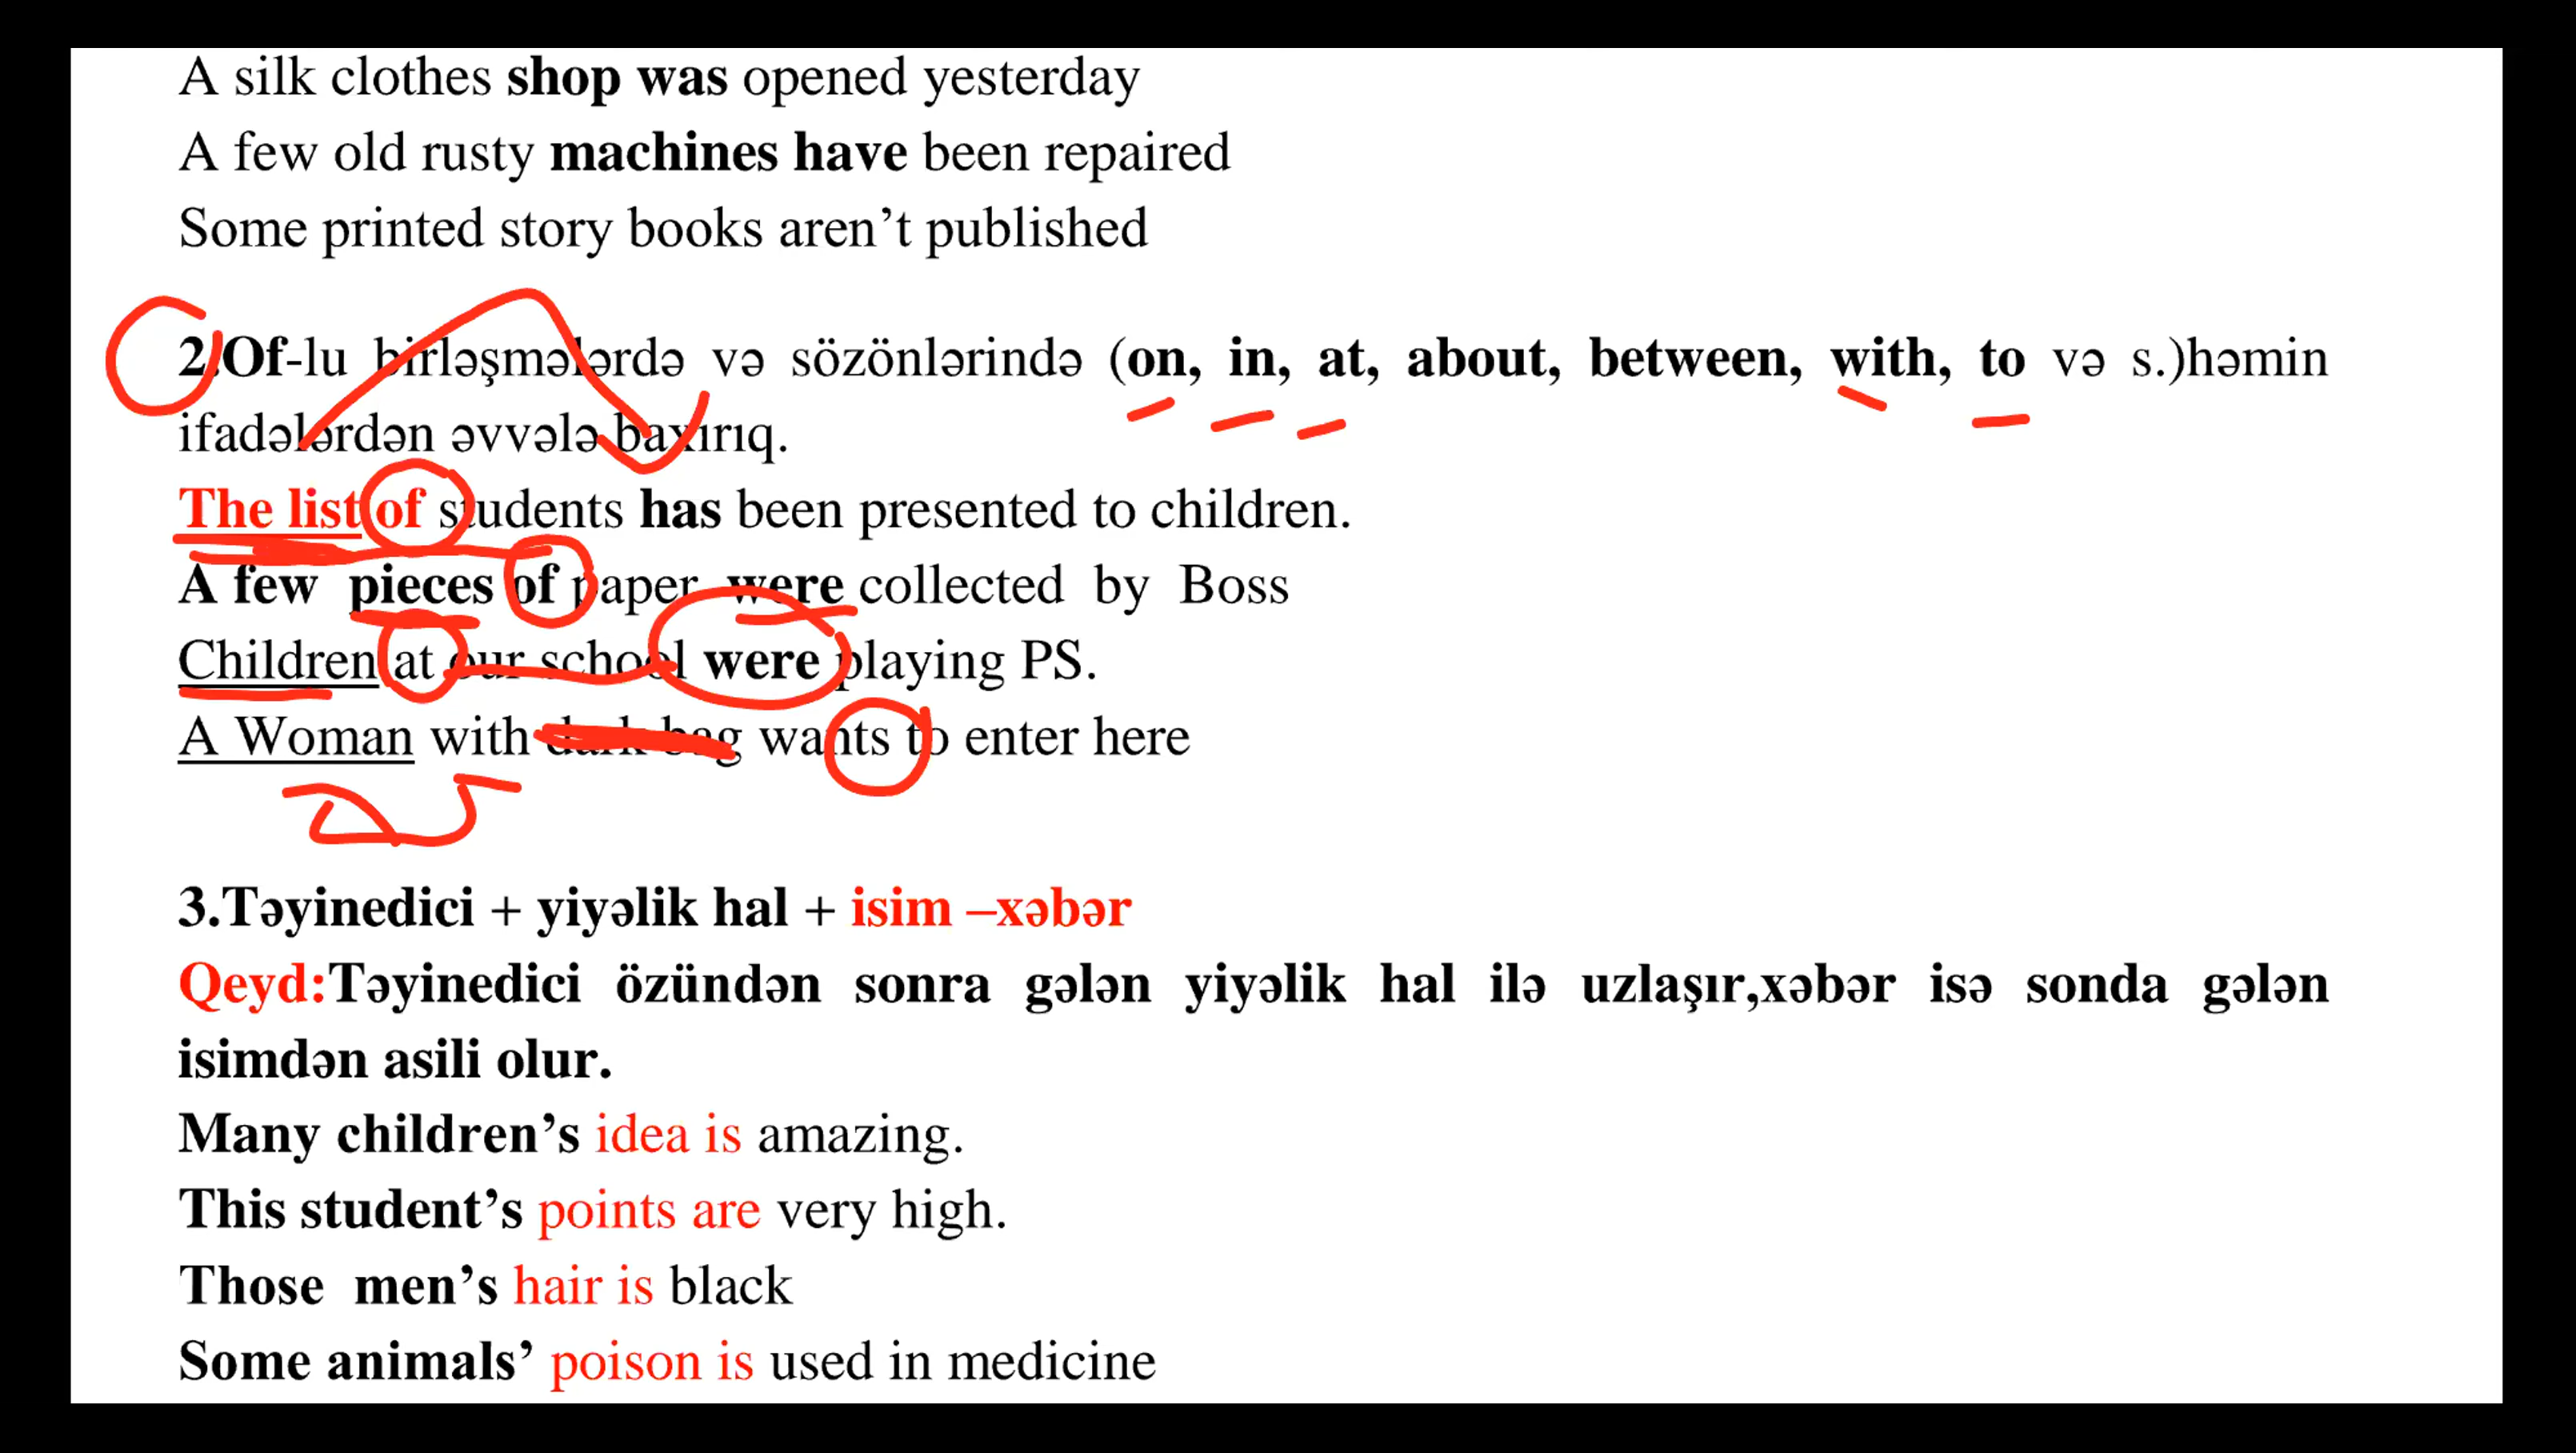 A silk clothes shop was opened yesterday
A few old rusty machines have been repaired
Some printed story books aren’t published
2.Of-lu birləşmələrdə və sözönlərində (on, in, at, about, between, with, to və s.)həmin
ifadələrdən əvvələ baxırıq.
The list of students has been presented to children.
A few pieces of paper were collected by Boss
Children at our school were playing PS.
A Woman with dark bag wants to enter here
3.Təyinedici + yiyəlik hal + isim –xəbər
Qeyd:Təyinedici özündən sonra gələn yiyəlik hal ilə uzlaşır,xəbər isə sonda gələn
isimdən asili olur.
Many children’s idea is amazing.
This student’s points are very high.
Those men’s hair is black
Some animals’ poison is used in medicine